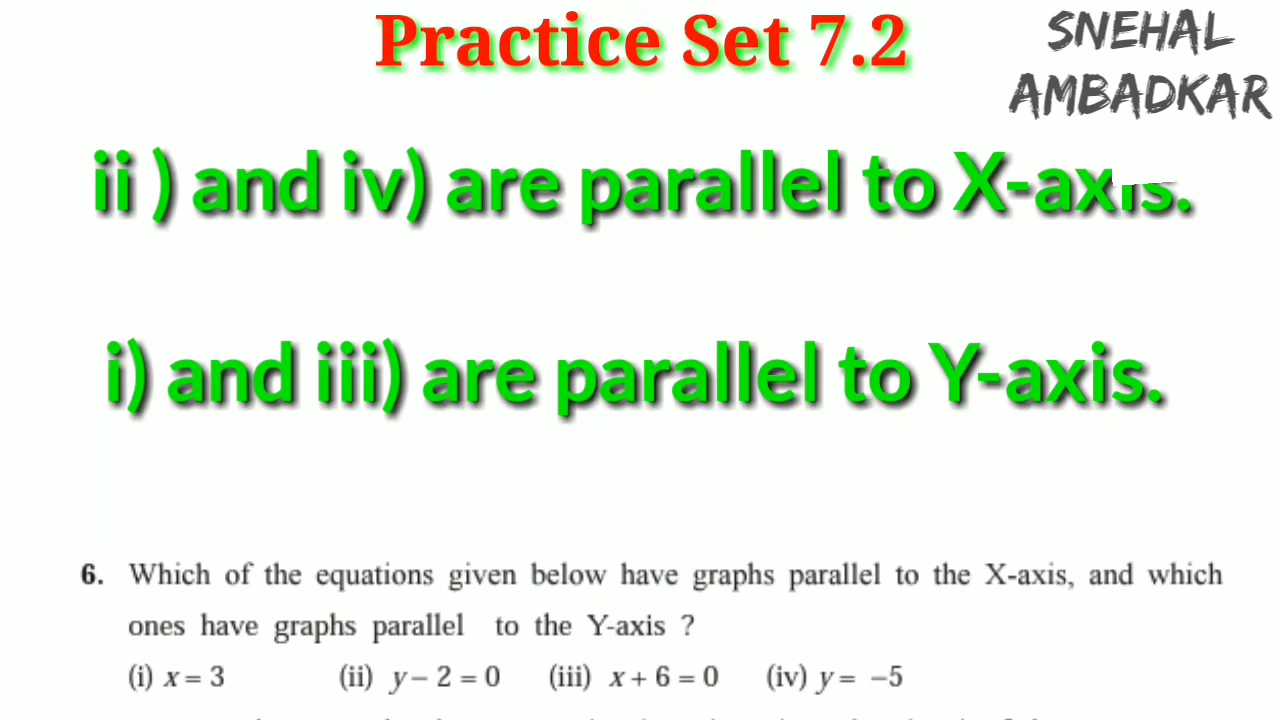 Practice Set 7.2
SNEHAL
AMBADKAR
ii ) and iv) are parallel to X-axis.
i) and iii) are parallel to Y-axis.
6. Which of the equations given below have graphs parallel to the X-axis, and which
ones have graphs parallel to the Y-axis ?
(i) x = 3 (ii) y − 2 = 0 (iii) x + 6 = 0 (iv) y = −5